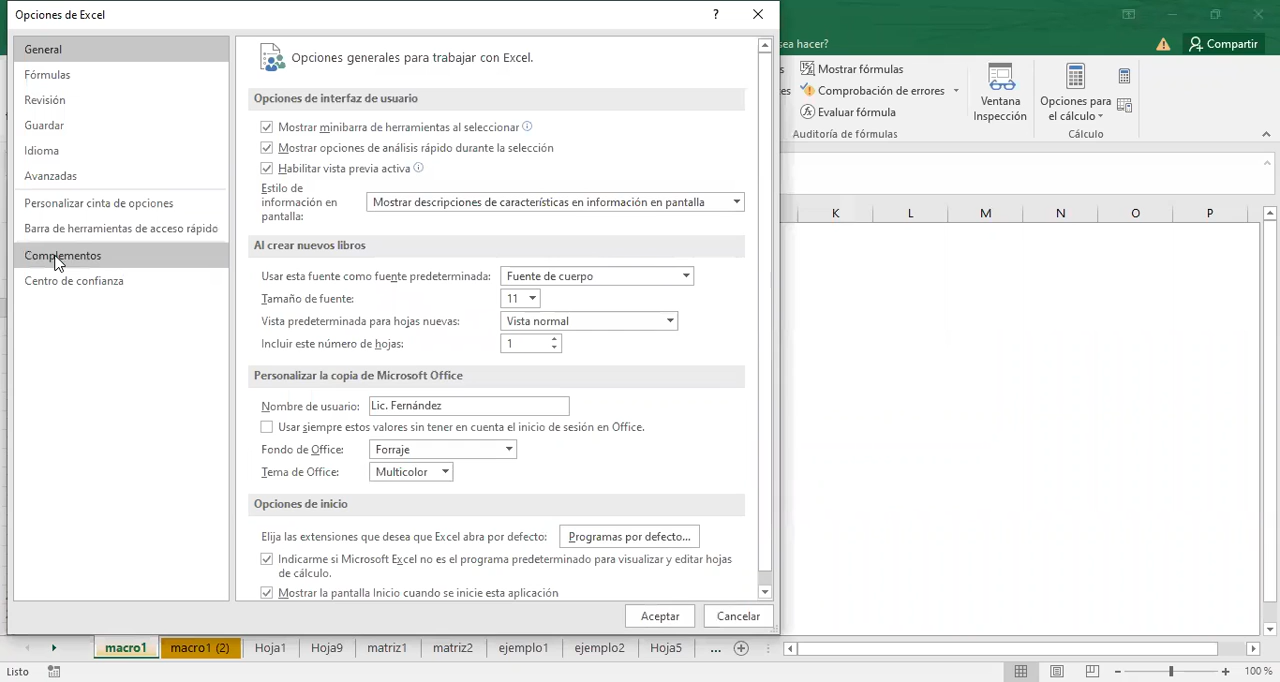 Opciones de Excel
?
General
Fórmulas
Revisión
Guardar
Idioma
Avanzadas
Personalizar cinta de opciones
Barra de herramientas de acceso rápido
Complementos
Centro de confianza
Opciones generales para trabajar con Excel.
Opciones de interfaz de usuario
Mostrar minibarra de herramientas al seleccionar
Mostrar opciones de análisis rápido durante la selección
Habilitar vista previa activa
Estilo de
información en
pantalla:
Mostrar descripciones de características en información en pantalla
Al crear nuevos libros
Usar esta fuente como fuente predeterminada: Fuente de cuerpo
Tamaño de fuente: 11
Vista predeterminada para hojas nuevas: Vista normal
Incluir este número de hojas: 1
Personalizar la copia de Microsoft Office
Nombre de usuario: Lic. Fernández
Usar siempre estos valores sin tener en cuenta el inicio de sesión en Office.
Fondo de Office: Forraje
Tema de Office: Multicolor
Opciones de inicio
Elija las extensiones que desea que Excel abra por defecto: Programas por defecto...
Indicarme si Microsoft Excel no es el programa predeterminado para visualizar y editar hojas
de cálculo.
Mostrar la pantalla Inicio cuando se inicie esta aplicación
Aceptar Cancelar
sea hacer?
Compartir
Mostrar fórmulas
Comprobación de errores
Evaluar fórmula
Auditoría de fórmulas
Ventana
Inspección
Opciones para
el cálculo
Cálculo
K L M N O P
macro1 macro1 (2) Hoja1 Hoja9 matriz1 matriz2 ejemplo1 ejemplo2 Hoja5 ...
Listo
100 %